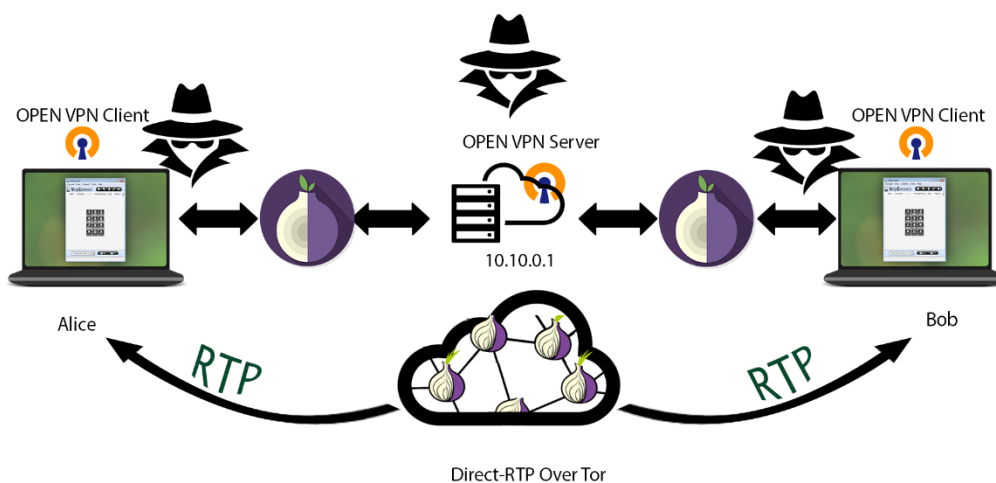 OPEN VPN Client
OPEN VPN Server
OPEN VPN Client
10.10.0.1
Alice
Bob
RTP
RTP
Direct-RTP Over Tor